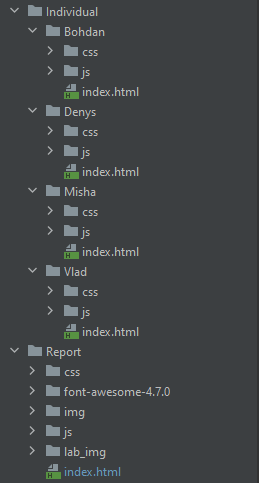 Individual
Bohdan
css
js
index.html
Denys
css
js
index.html
Misha
css
js
index.html
Vlad
css
js
index.html
Report
css
font-awesome-4.7.0
img
js
lab_img
index.html